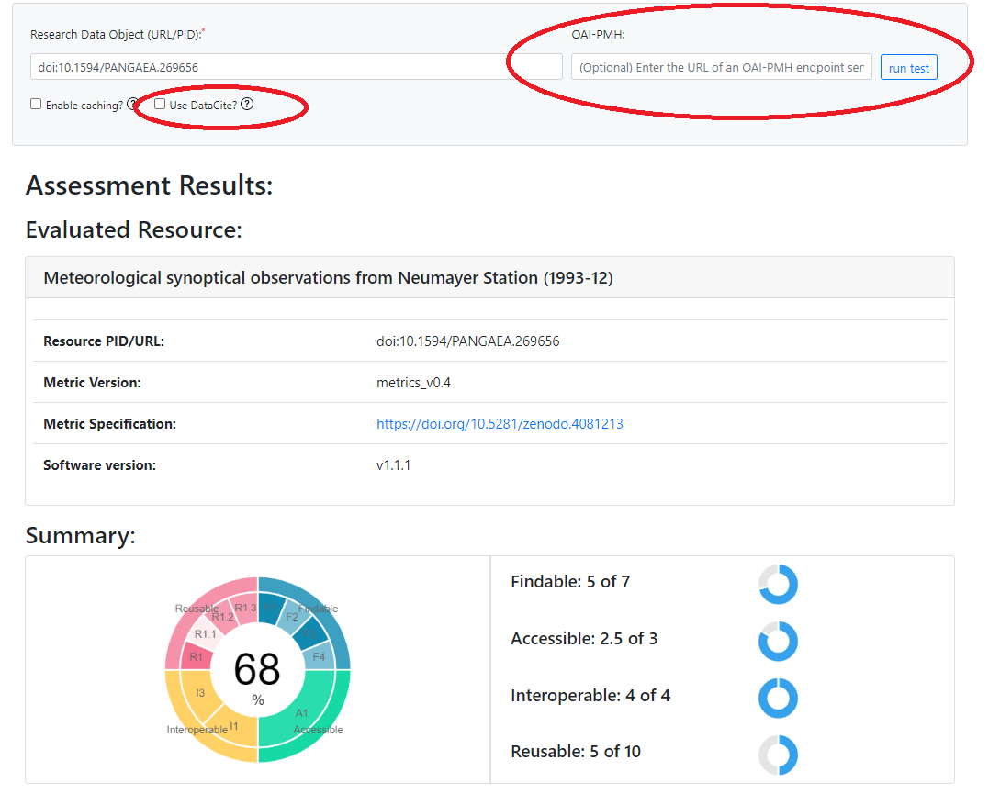 Research Data Object (URL/PID):*
OAI-PMH:
doi:10.1594/PANGAEA.269656
(Optional) Enter the URL of an OAI-PMH endpoint ser
run test
Enable caching? ?
Use DataCite? ?
Assessment Results:
Evaluated Resource:
Meteorological synoptical observations from Neumayer Station (1993-12)
Resource PID/URL: doi:10.1594/PANGAEA.269656
Metric Version: metrics_v0.4
Metric Specification: https://doi.org/10.5281/zenodo.4081213
Software version: v1.1.1
Summary:
Reusable
R1.3
R1.2
R1.1
R1
Findable
F2
F4
68
%
I3
I1
Interoperable
A1
Accessible
Findable: 5 of 7
Accessible: 2.5 of 3
Interoperable: 4 of 4
Reusable: 5 of 10